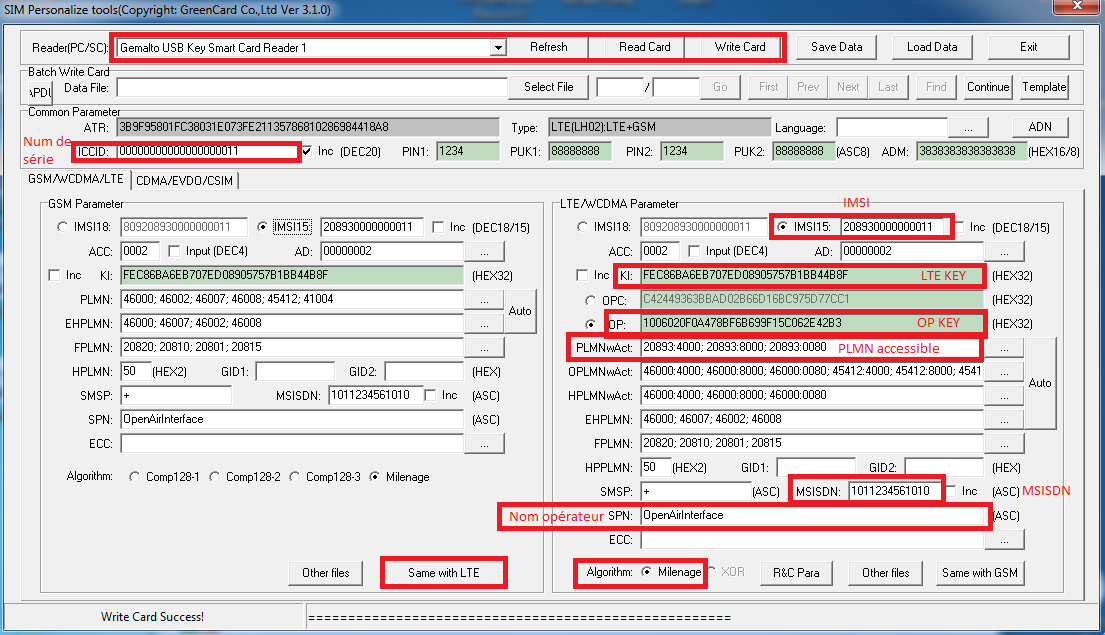 SIM Personalize tools(Copyright: GreenCard Co.,Ltd Ver 3.1.0)
Reader(PC/SC): Gemalto USB Key Smart Card Reader 1 Refresh Read Card Write Card Save Data Load Data Exit
Batch Write Card
APDU Data File: Select File / Go First Prev Next Last Find Continue Template
Common Parameter
ATR: 3B9F95801FC38031E073FE21135786810286984418A8 Type: LTE(LH02):LTE+GSM Language: ... ADN
Num de série
ICCID: 00000000000000000011 Inc (DEC20) PIN1: 1234 PUK1: 88888888 PIN2: 1234 PUK2: 88888888 (ASC8) ADM: 3838383838383838 (HEX16/8)
GSM/WCDMA/LTE CDMA/EVDO/CSIM
GSM Parameter
IMSI18: 809208930000000011 IMSI15: 208930000000011 Inc (DEC18/15)
ACC: 0002 Input (DEC4) AD: 00000002 ...
Inc KI: FEC86BA6EB707ED08905757B1BB44B8F (HEX32)
PLMN: 46000; 46002; 46007; 46008; 45412; 41004 ... Auto
EHPLMN: 46000; 46007; 46002; 46008 ...
FPLMN: 20820; 20810; 20801; 20815 ...
HPLMN: 50 (HEX2) GID1: GID2: (HEX)
SMSP: + MSISDN: 1011234561010 Inc (ASC)
SPN: OpenAirInterface (ASC)
ECC: ...
Algorithm: Comp128-1 Comp128-2 Comp128-3 Milenage
Other files Same with LTE
LTE/WCDMA Parameter IMSI
IMSI18: 809208930000000011 IMSI15: 208930000000011 Inc (DEC18/15)
ACC: 0002 Input (DEC4) AD: 00000002 ...
Inc KI: FEC86BA6EB707ED08905757B1BB44B8F LTE KEY (HEX32)
OPC: C42449363BBAD02B66D16BC975D77CC1 (HEX32)
OP: 1006020F0A478BF6B699F15C062E42B3 OP KEY (HEX32)
PLMNwAct: 20893:4000; 20893:8000; 20893:0080 PLMN accessible ...
OPLMNwAct: 46000:4000; 46000:8000; 46000:0080; 45412:4000; 45412:8000; 4541 ... Auto
HPLMNwAct: 46000:4000; 46000:8000; 46000:0080 ...
EHPLMN: 46000; 46007; 46002; 46008 ...
FPLMN: 20820; 20810; 20801; 20815 ...
HPPLMN: 50 (HEX2) GID1: GID2: (HEX)
SMSP: + (ASC) MSISDN: 1011234561010 Inc (ASC) MSISDN
Nom opérateur SPN: OpenAirInterface (ASC)
ECC: ...
Algorithm: Milenage XOR R&C Para Other files Same with GSM
Write Card Success! ====================================================